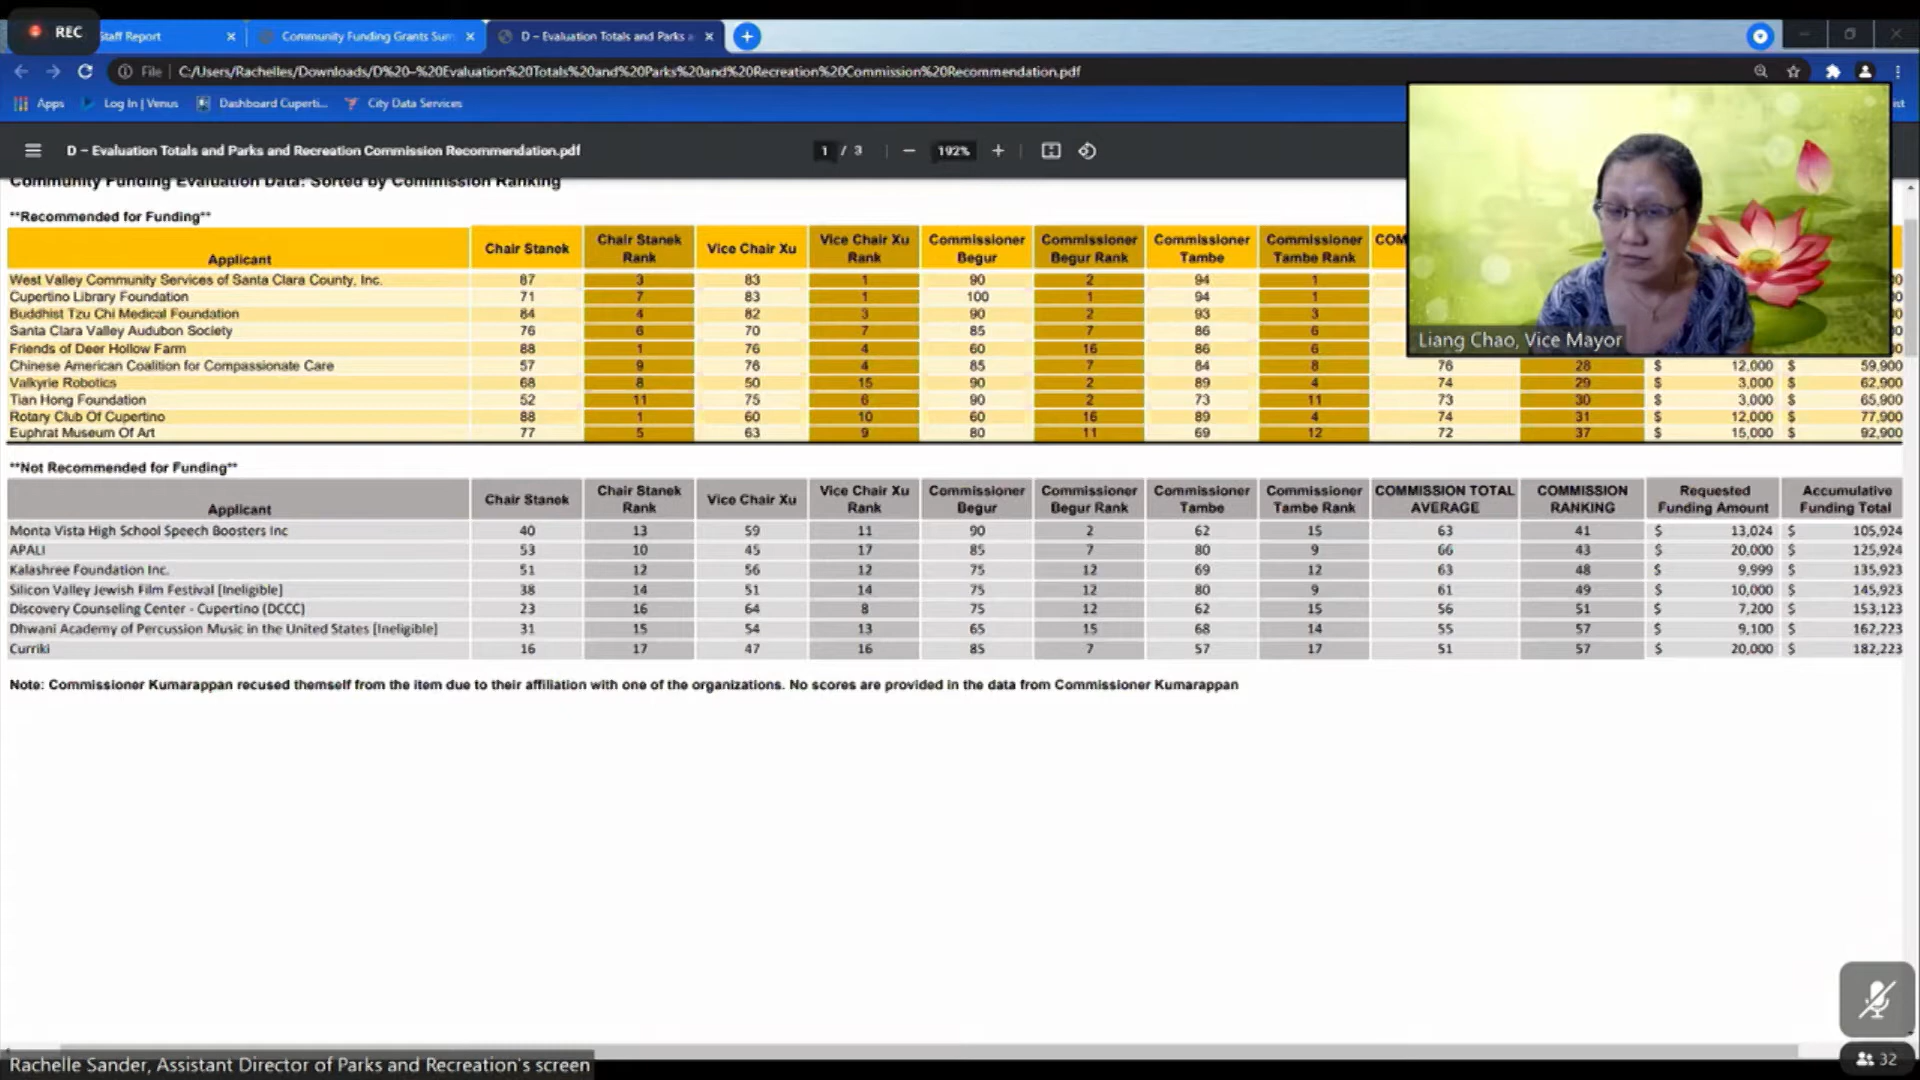 REC
Staff Report
Community Funding Grants Sum
D – Evaluation Totals and Parks a
File
C:/Users/Rachelles/Downloads/D%20–%20Evaluation%20Totals%20and%20Parks%20and%20Recreation%20Commission%20Recommendation.pdf
Apps Log In | Venus Dashboard Cuperti... City Data Services
D – Evaluation Totals and Parks and Recreation Commission Recommendation.pdf 1 / 3 192%
Community Funding Evaluation Data: Sorted by Commission Ranking
**Recommended for Funding**
Applicant Chair Stanek Chair Stanek Rank Vice Chair Xu Vice Chair Xu Rank Commissioner Begur Commissioner Begur Rank Commissioner Tambe Commissioner Tambe Rank COM
West Valley Community Services of Santa Clara County, Inc. 87 3 83 1 90 2 94 1
Cupertino Library Foundation 71 7 83 1 100 1 94 1
Buddhist Tzu Chi Medical Foundation 84 4 82 3 90 2 93 3
Santa Clara Valley Audubon Society 76 6 70 7 85 7 86 6
Friends of Deer Hollow Farm 88 1 76 4 60 16 86 6
Chinese American Coalition for Compassionate Care 57 9 76 4 85 7 84 8 76 28 $ 12,000 $ 59,900
Valkyrie Robotics 68 8 50 15 90 2 89 4 74 29 $ 3,000 $ 62,900
Tian Hong Foundation 52 11 75 6 90 2 73 11 73 30 $ 3,000 $ 65,900
Rotary Club Of Cupertino 88 1 60 10 60 16 89 4 74 31 $ 12,000 $ 77,900
Euphrat Museum Of Art 77 5 63 9 80 11 69 12 72 37 $ 15,000 $ 92,900
Liang Chao, Vice Mayor
**Not Recommended for Funding**
Applicant Chair Stanek Chair Stanek Rank Vice Chair Xu Vice Chair Xu Rank Commissioner Begur Commissioner Begur Rank Commissioner Tambe Commissioner Tambe Rank COMMISSION TOTAL AVERAGE COMMISSION RANKING Requested Funding Amount Accumulative Funding Total
Monta Vista High School Speech Boosters Inc 40 13 59 11 90 2 62 15 63 41 $ 13,024 $ 105,924
APALI 53 10 45 17 85 7 80 9 66 43 $ 20,000 $ 125,924
Kalashree Foundation Inc. 51 12 56 12 75 12 69 12 63 48 $ 9,999 $ 135,923
Silicon Valley Jewish Film Festival [Ineligible] 38 14 51 14 75 12 80 9 61 49 $ 10,000 $ 145,923
Discovery Counseling Center - Cupertino (DCCC) 23 16 64 8 75 12 62 15 56 51 $ 7,200 $ 153,123
Dhwani Academy of Percussion Music in the United States [Ineligible] 31 15 54 13 65 15 68 14 55 57 $ 9,100 $ 162,223
Curriki 16 17 47 16 85 7 57 17 51 57 $ 20,000 $ 182,223
Note: Commissioner Kumarappan recused themself from the item due to their affiliation with one of the organizations. No scores are provided in the data from Commissioner Kumarappan
32
Rachelle Sander, Assistant Director of Parks and Recreation's screen